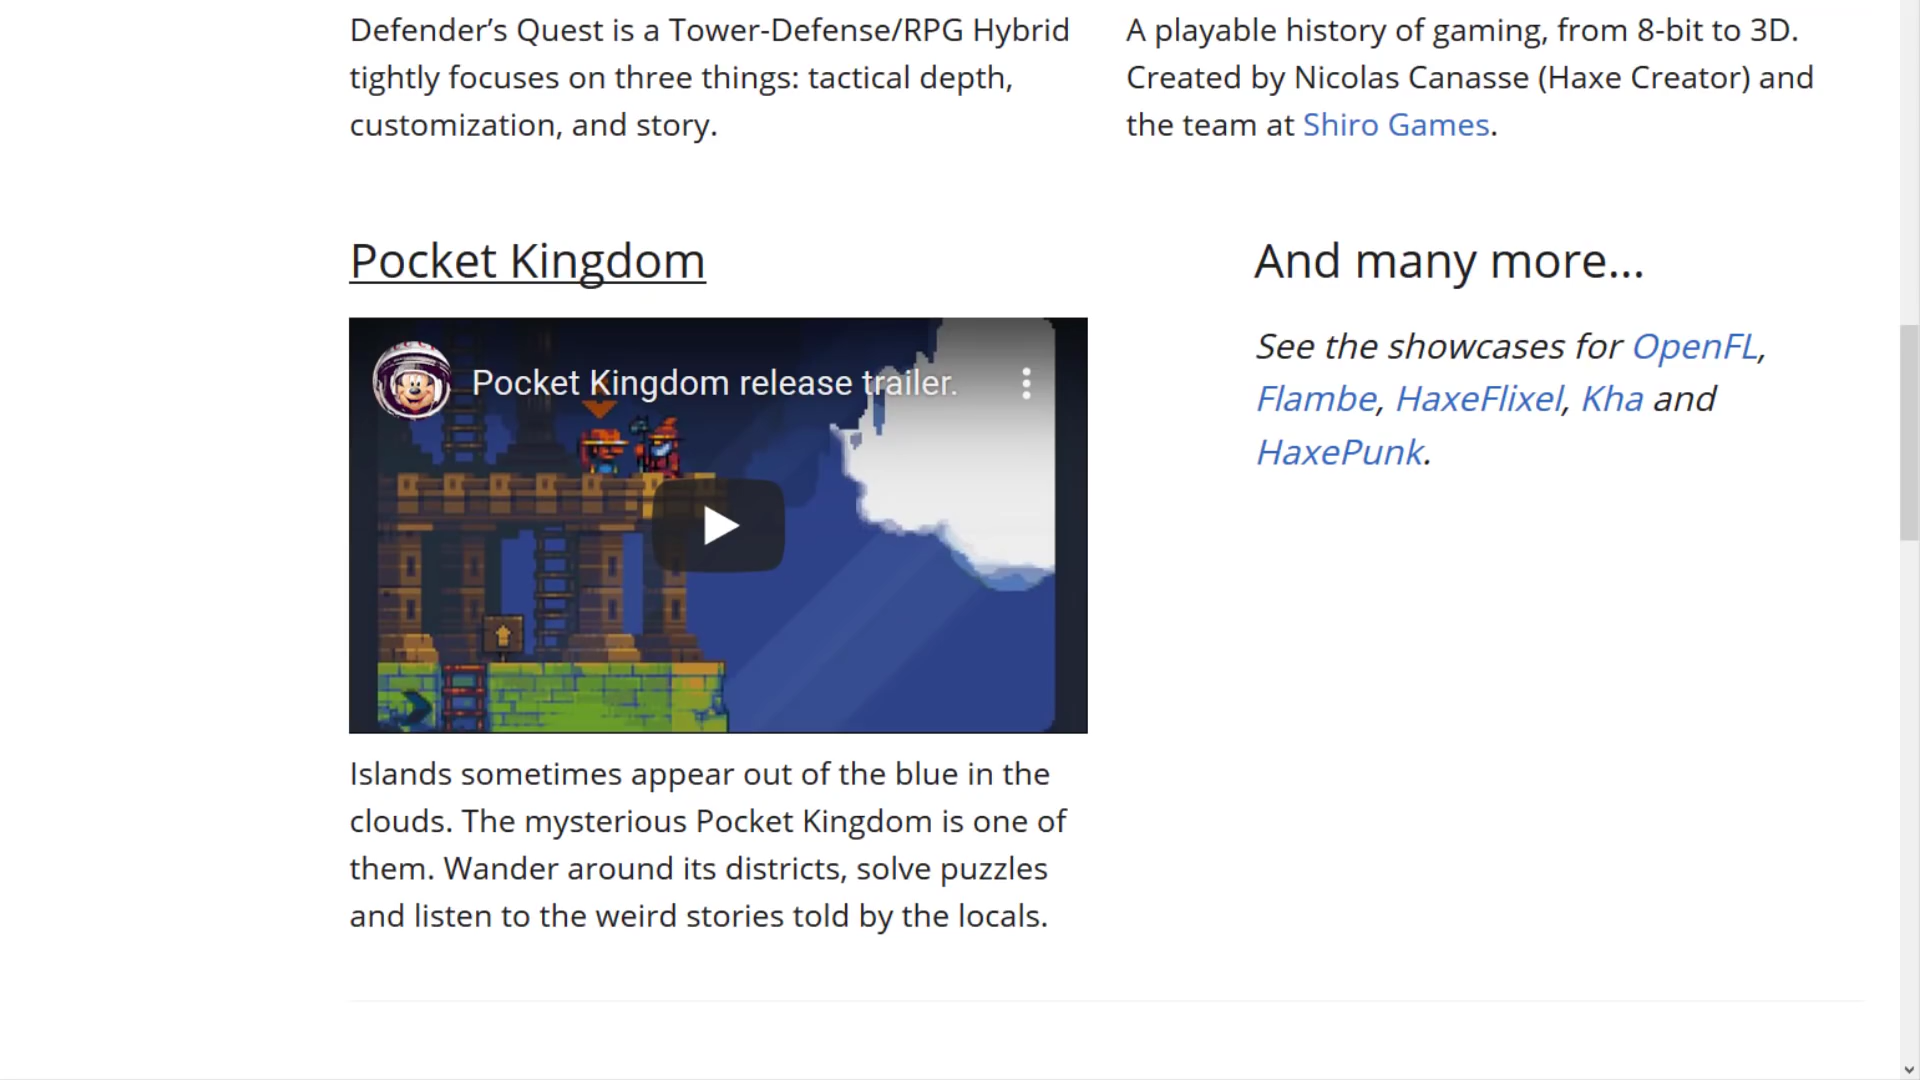 Defender’s Quest is a Tower-Defense/RPG Hybrid
tightly focuses on three things: tactical depth,
customization, and story.
A playable history of gaming, from 8-bit to 3D.
Created by Nicolas Canasse (Haxe Creator) and
the team at Shiro Games.
Pocket Kingdom
Pocket Kingdom release trailer.
Islands sometimes appear out of the blue in the
clouds. The mysterious Pocket Kingdom is one of
them. Wander around its districts, solve puzzles
and listen to the weird stories told by the locals.
And many more...
See the showcases for OpenFL,
Flambe, HaxeFlixel, Kha and
HaxePunk.